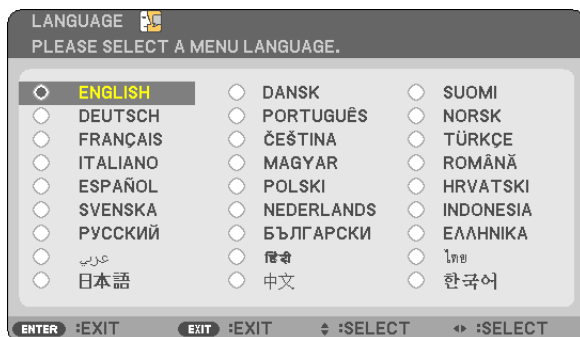 LANGUAGE
PLEASE SELECT A MENU LANGUAGE.
ENGLISH DANSK SUOMI
DEUTSCH PORTUGUÊS NORSK
FRANÇAIS ČEŠTINA TÜRKÇE
ITALIANO MAGYAR ROMÂNĂ
ESPAÑOL POLSKI HRVATSKI
SVENSKA NEDERLANDS INDONESIA
РУССКИЙ БЪЛГАРСКИ ΕΛΛΗΝΙΚΑ
عربي हिंदी ไทย
日本語 中文 한국어
ENTER :EXIT EXIT :EXIT :SELECT :SELECT